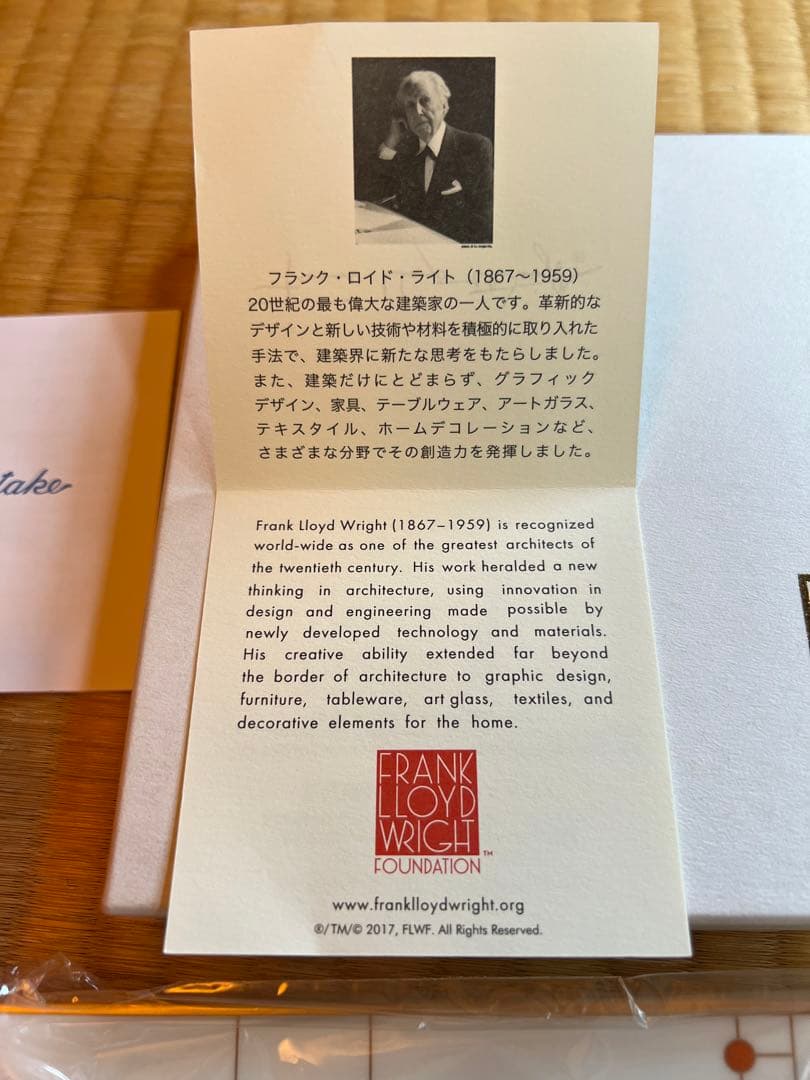 フランク・ロイド・ライト（1867〜1959）
20世紀の最も偉大な建築家の一人です。革新的な
デザインと新しい技術や材料を積極的に取り入れた
手法で、建築界に新たな思考をもたらしました。
また、建築だけにとどまらず、グラフィック
デザイン、家具、テーブルウェア、アートガラス、
テキスタイル、ホームデコレーションなど、
さまざまな分野でその創造力を発揮しました。
take
Frank Lloyd Wright (1867–1959) is recognized
world-wide as one of the greatest architects of
the twentieth century. His work heralded a new
thinking in architecture, using innovation in
design and engineering made possible by
newly developed technology and materials.
His creative ability extended far beyond
the border of architecture to graphic design,
furniture, tableware, art glass, textiles, and
decorative elements for the home.
FRANK
LLOYD
WRIGHT
FOUNDATION™
www.franklloydwright.org
®/TM/© 2017, FLWF. All Rights Reserved.